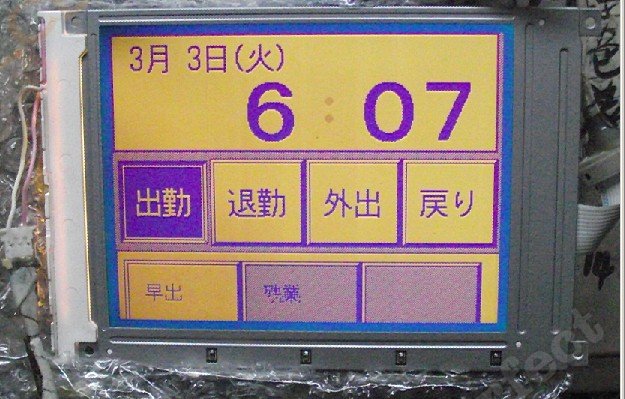 3月 3日(火)
6:07
出勤 退勤 外出 戻り
早出 残業